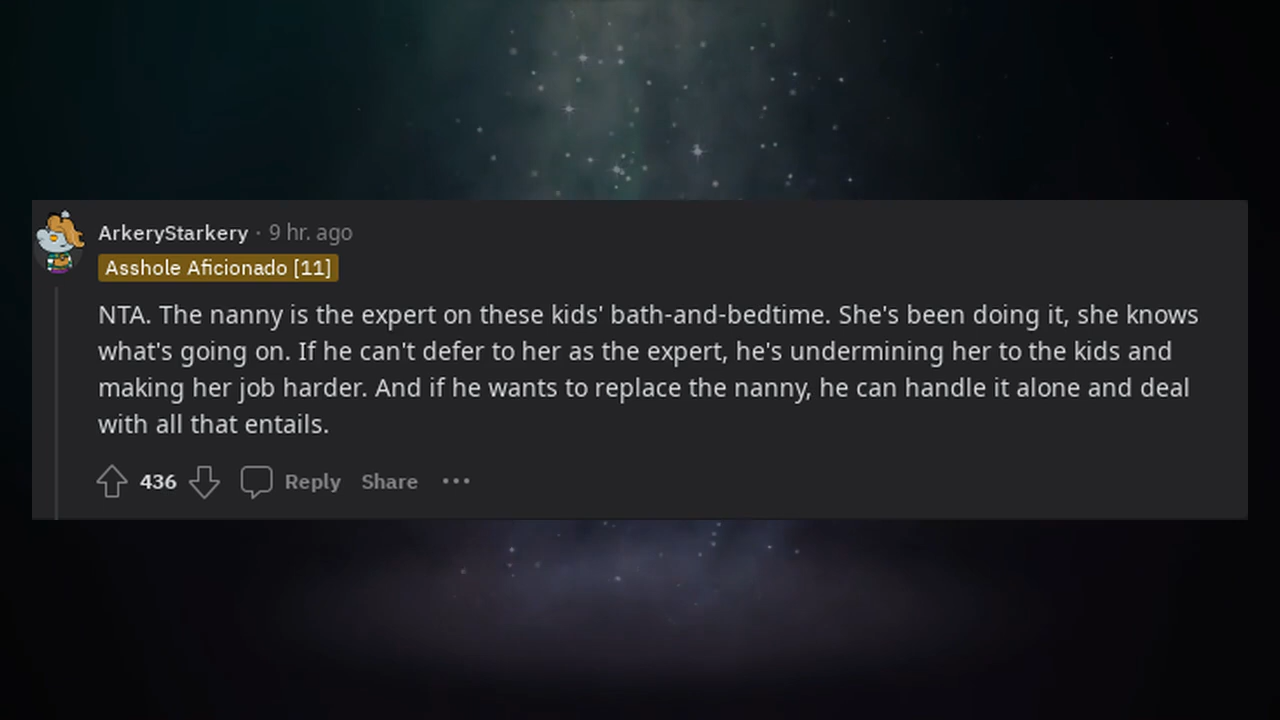 ArkeryStarkery · 9 hr. ago
Asshole Aficionado [11]
NTA. The nanny is the expert on these kids' bath-and-bedtime. She's been doing it, she knows
what's going on. If he can't defer to her as the expert, he's undermining her to the kids and
making her job harder. And if he wants to replace the nanny, he can handle it alone and deal
with all that entails.
436 Reply Share •••